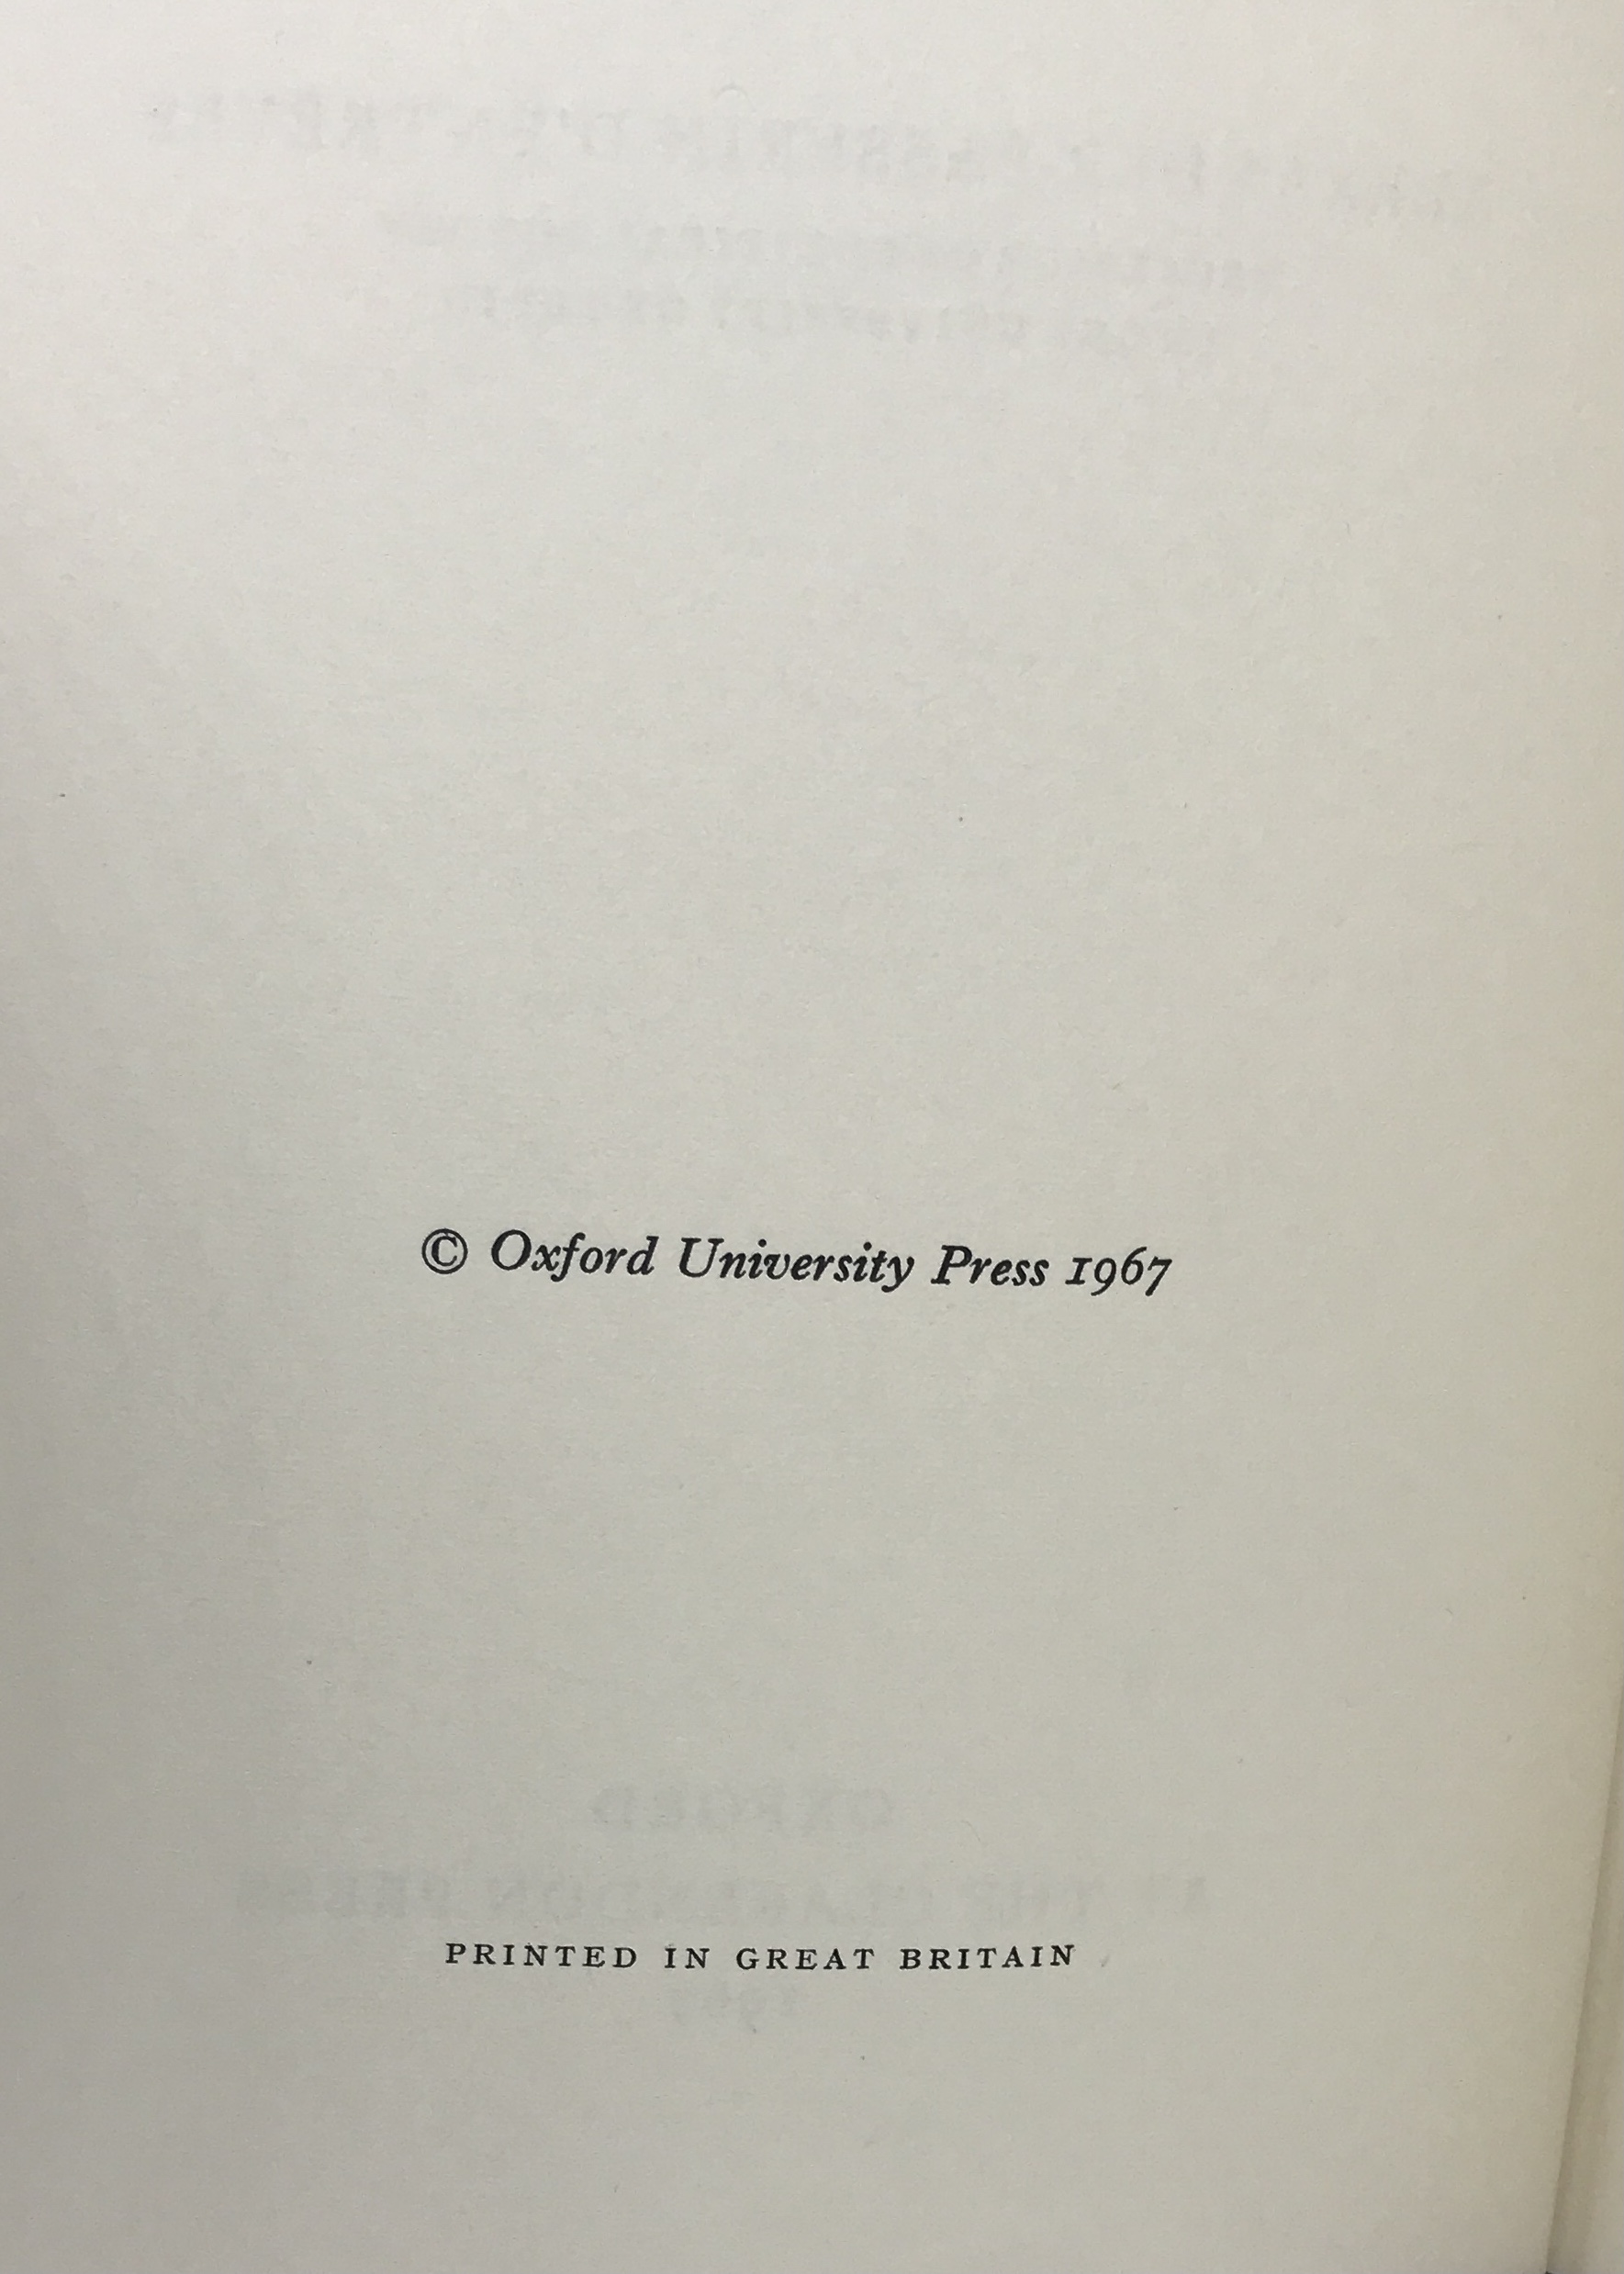 © Oxford University Press 1967
PRINTED IN GREAT BRITAIN